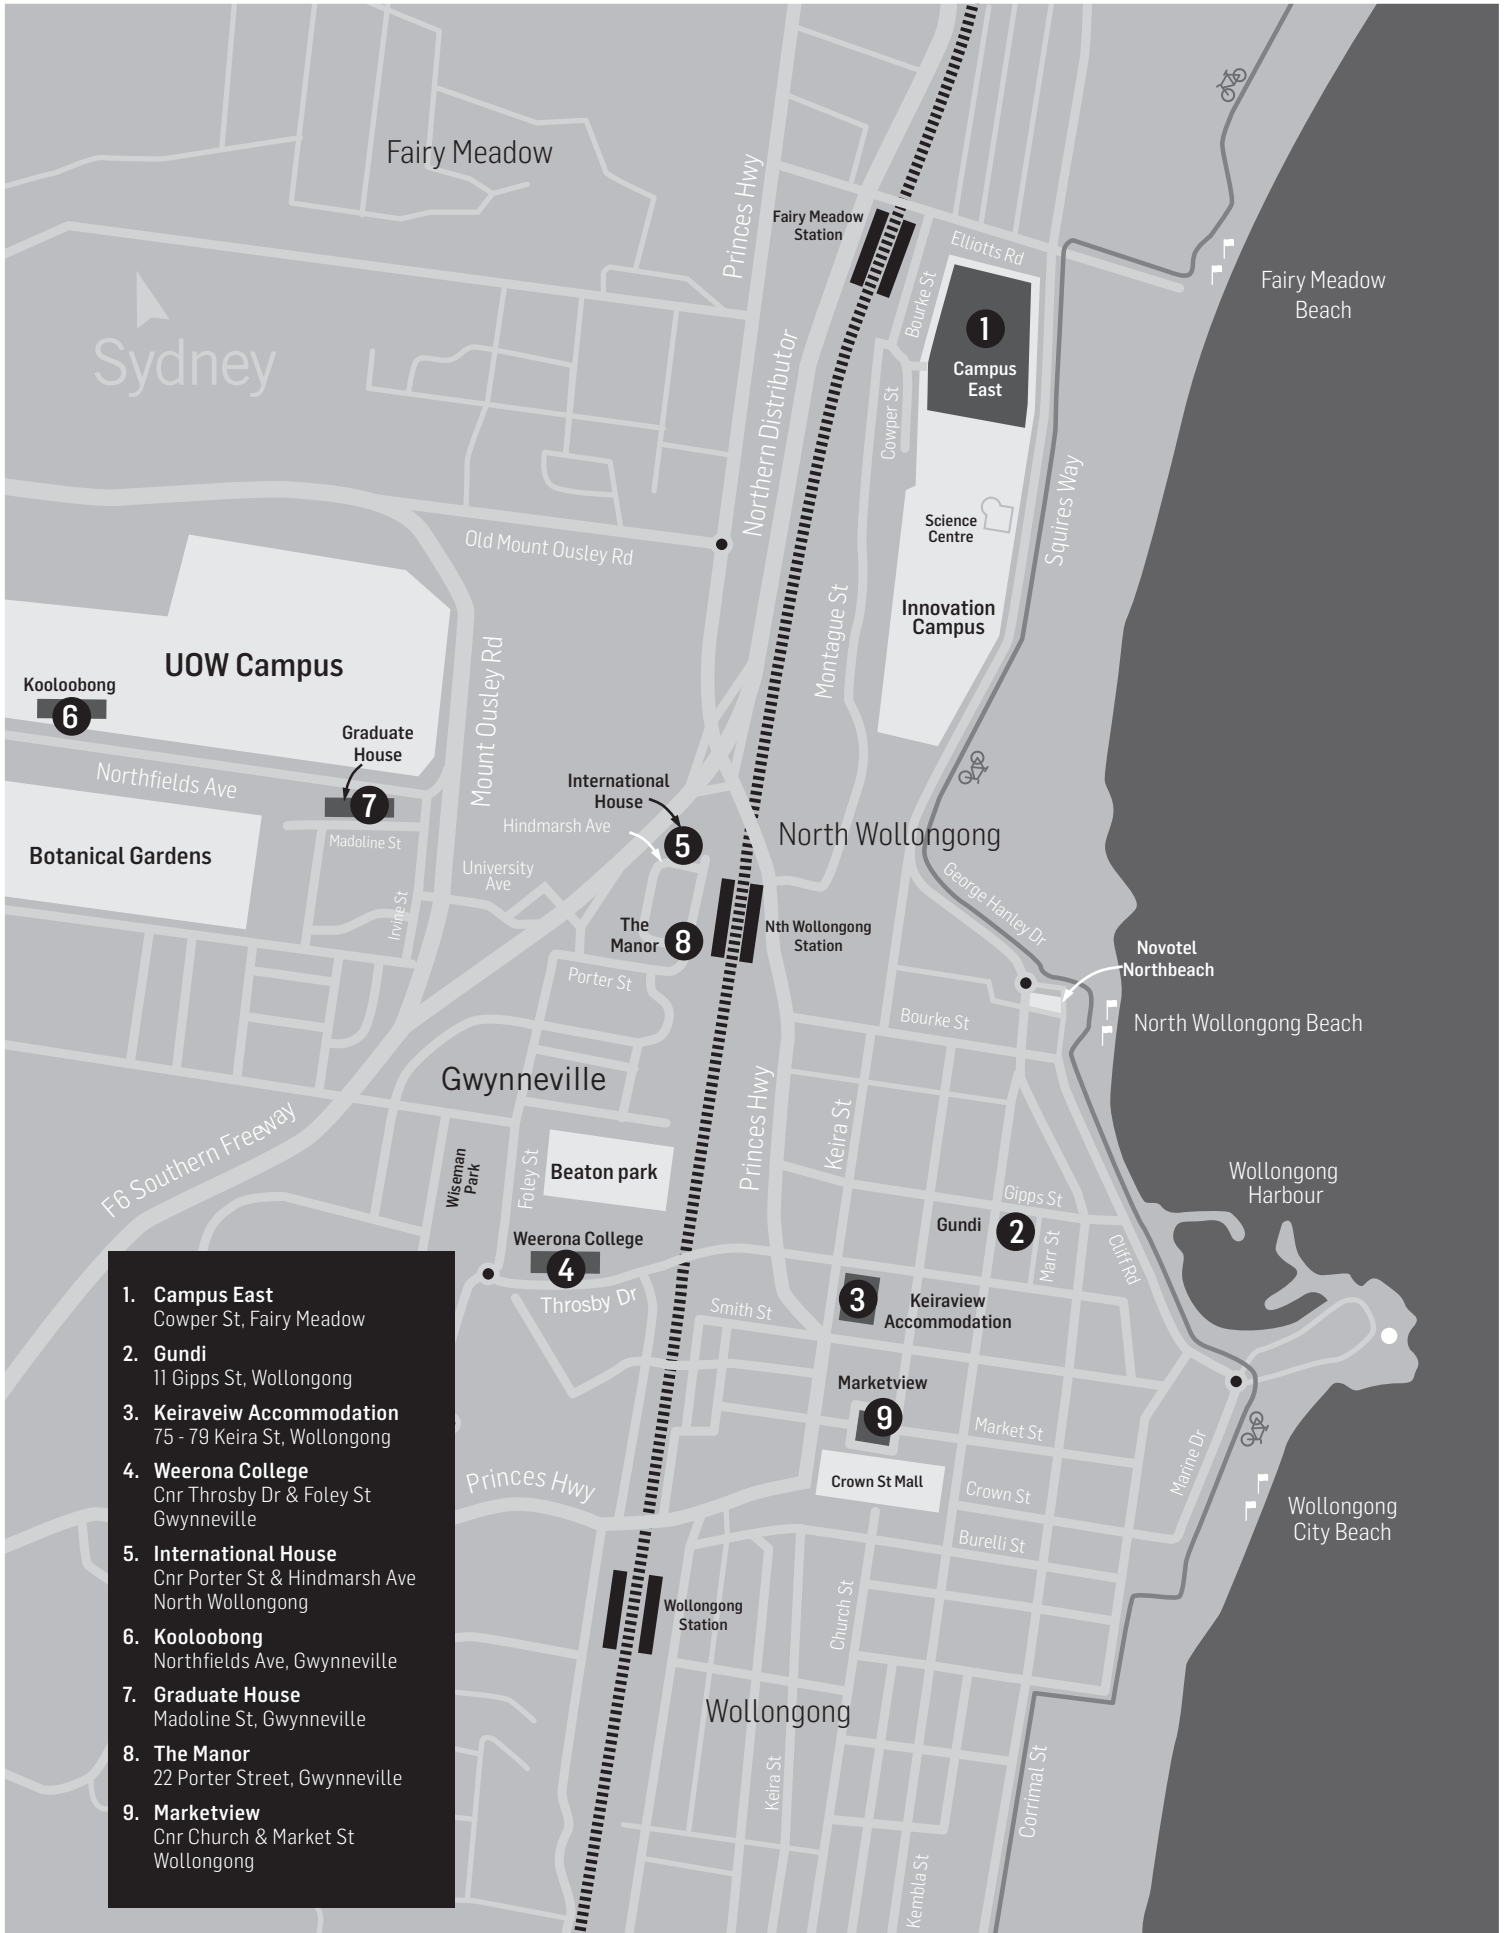 Fairy Meadow
Princes Hwy
Fairy Meadow
Station
Elliotts Rd
Bourke St
Fairy Meadow
Beach
Sydney
1
Campus
East
Northern Distributor
Cowper St
Squires Way
Science
Centre
Old Mount Ousley Rd
Innovation
Campus
Montague St
UOW Campus
Kooloobong
6
Mount Ousley Rd
Graduate
House
Northfields Ave
7
Madoline St
International
House
Hindmarsh Ave
5
North Wollongong
Botanical Gardens
University
Ave
Irvine St
George Hanley Dr
The
Manor
8
Nth Wollongong
Station
Novotel
Northbeach
Porter St
Bourke St
North Wollongong Beach
Gwynneville
Princes Hwy
Keira St
F6 Southern Freeway
Wiseman
Park
Foley St
Beaton park
Wollongong
Harbour
Gipps St
Gundi
2
Marr St
Cliff Rd
Weerona College
4
Throsby Dr
Smith St
3
Keiraview
Accommodation
Marketview
9
Market St
Crown St Mall
Crown St
Marine Dr
Princes Hwy
Burelli St
Wollongong
City Beach
Wollongong
Station
Church St
Wollongong
Keira St
Corrimal St
Kembla St
1. Campus East
Cowper St, Fairy Meadow
2. Gundi
11 Gipps St, Wollongong
3. Keiraveiw Accommodation
75 - 79 Keira St, Wollongong
4. Weerona College
Cnr Throsby Dr & Foley St
Gwynneville
5. International House
Cnr Porter St & Hindmarsh Ave
North Wollongong
6. Kooloobong
Northfields Ave, Gwynneville
7. Graduate House
Madoline St, Gwynneville
8. The Manor
22 Porter Street, Gwynneville
9. Marketview
Cnr Church & Market St
Wollongong